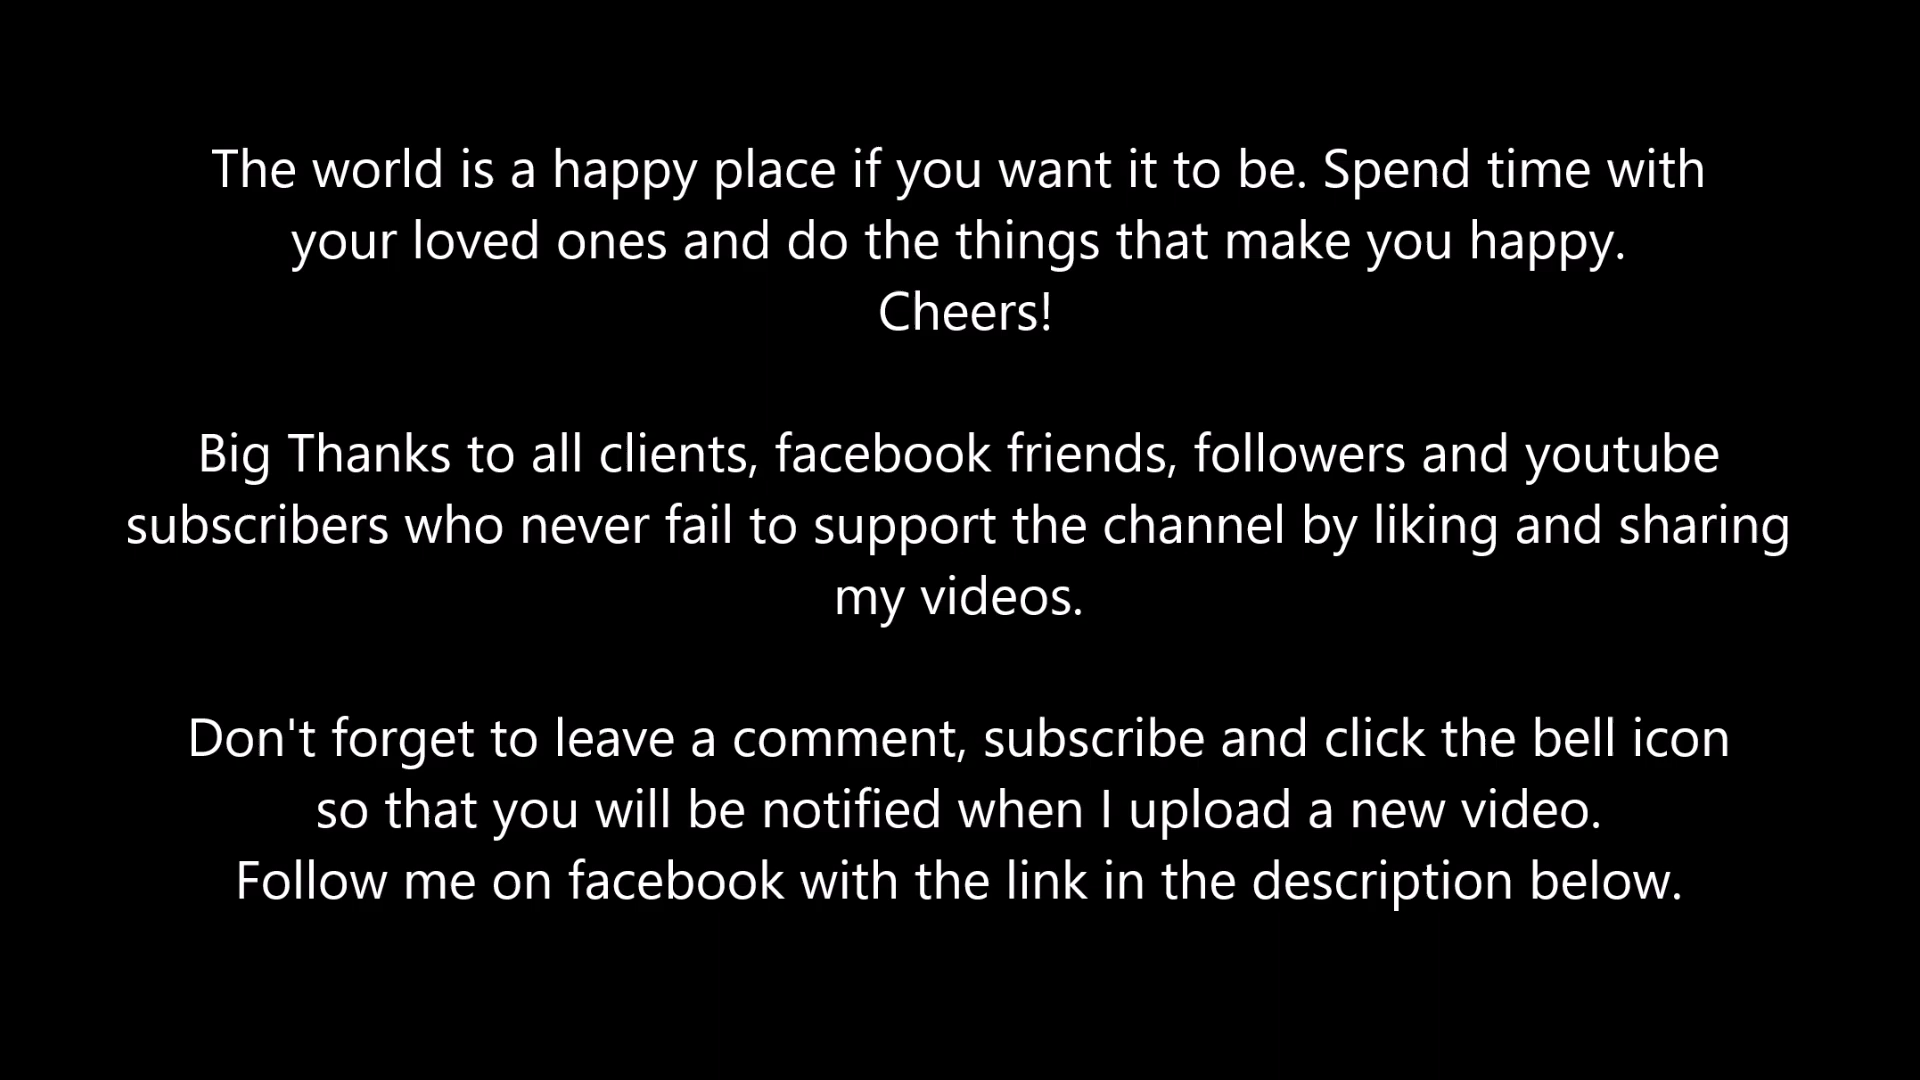 The world is a happy place if you want it to be. Spend time with
your loved ones and do the things that make you happy.
Cheers!
Big Thanks to all clients, facebook friends, followers and youtube
subscribers who never fail to support the channel by liking and sharing
my videos.
Don't forget to leave a comment, subscribe and click the bell icon
so that you will be notified when I upload a new video.
Follow me on facebook with the link in the description below.